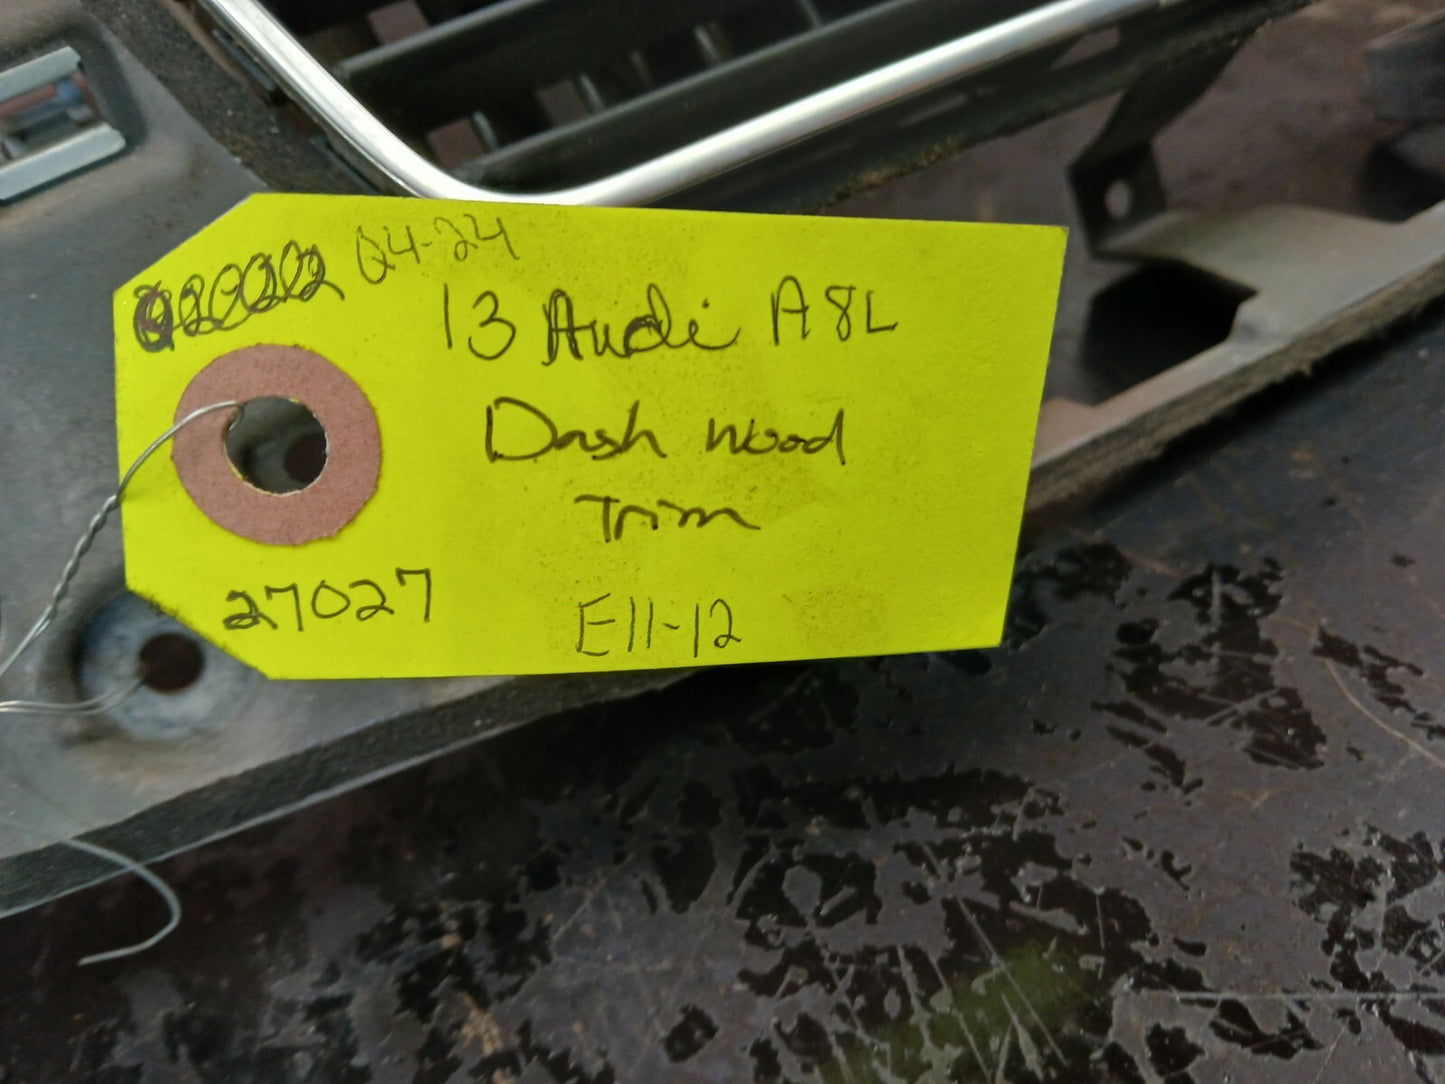 Q4-24
13 Audi A8L
Dash Wood
Trim
27027
E11-12